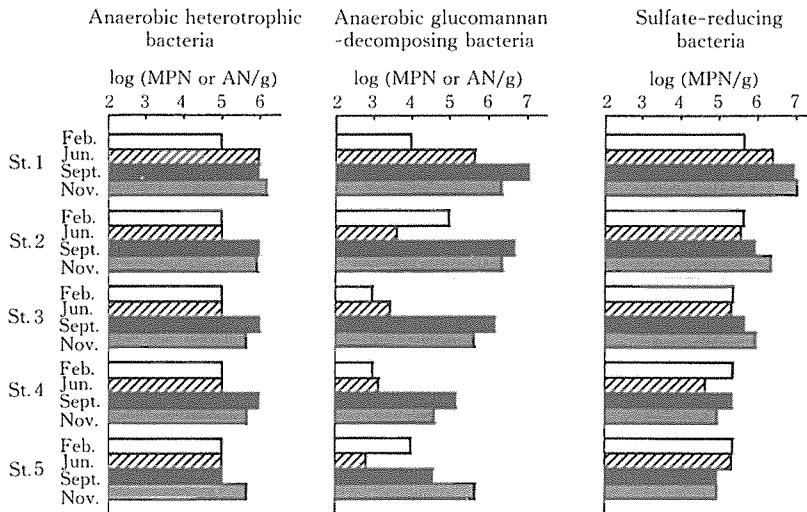 Anaerobic heterotrophic
bacteria
Anaerobic glucomannan
-decomposing bacteria
Sulfate-reducing
bacteria
log (MPN or AN/g)
log (MPN or AN/g)
log (MPN/g)
2 3 4 5 6
2 3 4 5 6 7
2 3 4 5 6 7
St. 1
Feb.
Jun.
Sept.
Nov.
St.2
Feb.
Jun.
Sept.
Nov.
St.3
Feb.
Jun.
Sept.
Nov.
St.4
Feb.
Jun.
Sept.
Nov.
St.5
Feb.
Jun.
Sept.
Nov.